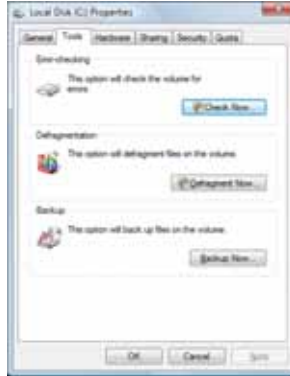 Local Disk (C:) Properties
General Tools Hardware Sharing Security Quota
Error-checking
This option will check the volume for
errors.
Check Now...
Defragmentation
This option will defragment files on the volume.
Defragment Now...
Backup
This option will back up files on the volume.
Backup Now...
OK Cancel Apply